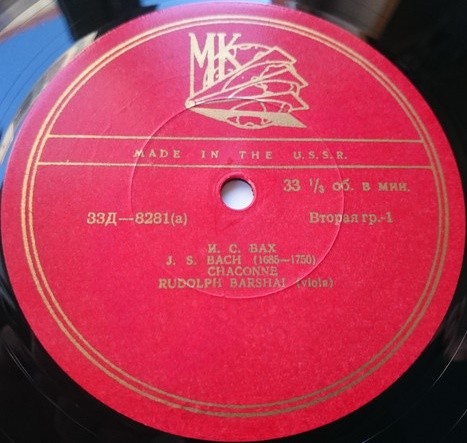 МК
MADE IN THE U.S.S.R.
33 1/3 об. в мин.
33Д—8281(а) Вторая гр.-1
И. С. БАХ
J. S. BACH (1685—1750)
CHACONNE
RUDOLPH BARSHAI (viola)